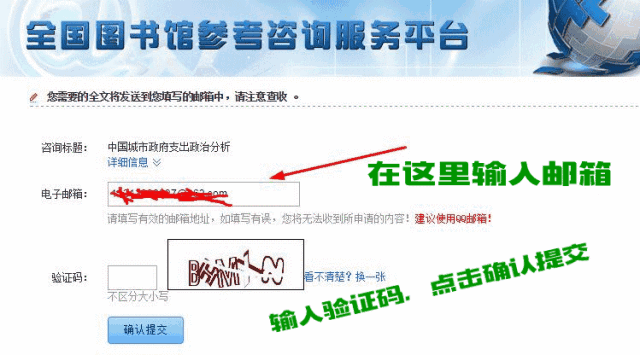 全国图书馆参考咨询服务平台
您需要的全文将发送到您填写的邮箱中，请注意查收 。
咨询标题： 中国城市政府支出政治分析
详细信息
在这里输入邮箱
电子邮箱：
请填写有效的邮箱地址，如填写有误，您将无法收到所申请的内容！建议使用QQ邮箱！
验证码： 看不清楚？换一张
不区分大小写
输入验证码，点击确认提交
确认提交